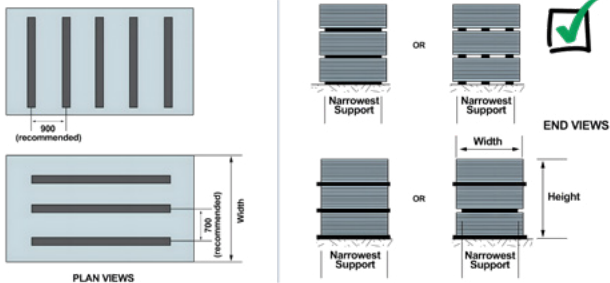 900
(recommended)
700
(recommended)
Width
PLAN VIEWS
OR
Narrowest
Support
Narrowest
Support
END VIEWS
Width
OR
Height
Narrowest
Support
Narrowest
Support